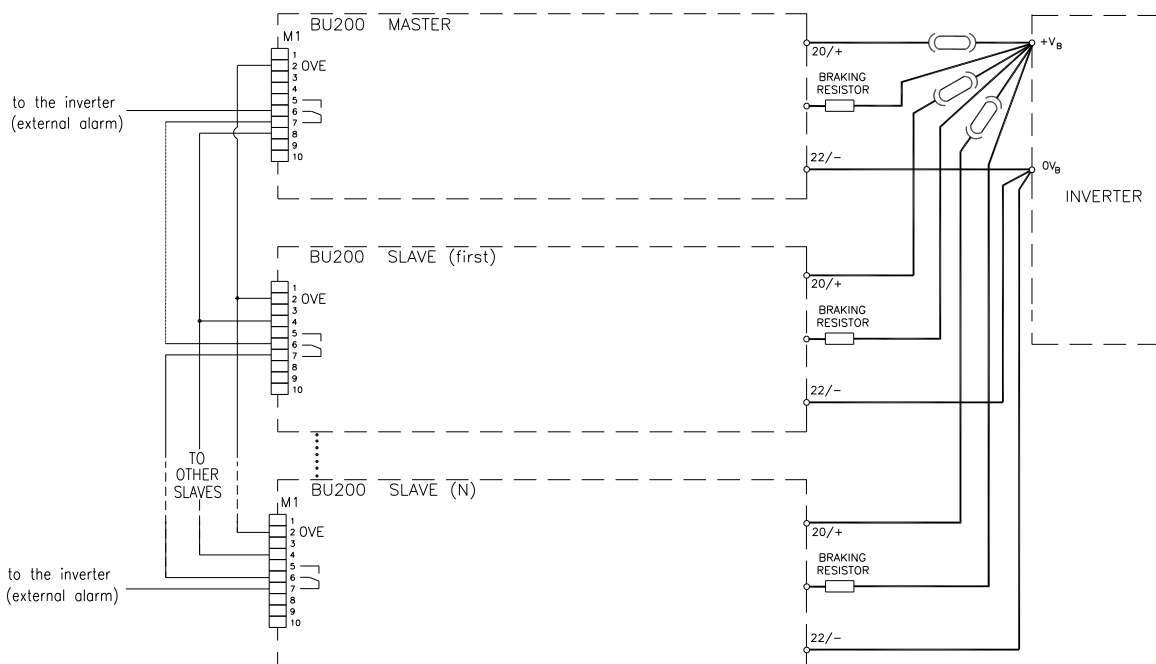 BU200 MASTER
M1
1
2 OVE
3
4
5
6
7
8
9
10
to the inverter
(external alarm)
20/+
BRAKING
RESISTOR
22/-
+VB
0VB
INVERTER
BU200 SLAVE (first)
1
2 OVE
3
4
5
6
7
8
9
10
20/+
BRAKING
RESISTOR
22/-
TO
OTHER
SLAVES
BU200 SLAVE (N)
M1
1
2 OVE
3
4
5
6
7
8
9
10
to the inverter
(external alarm)
20/+
BRAKING
RESISTOR
22/-